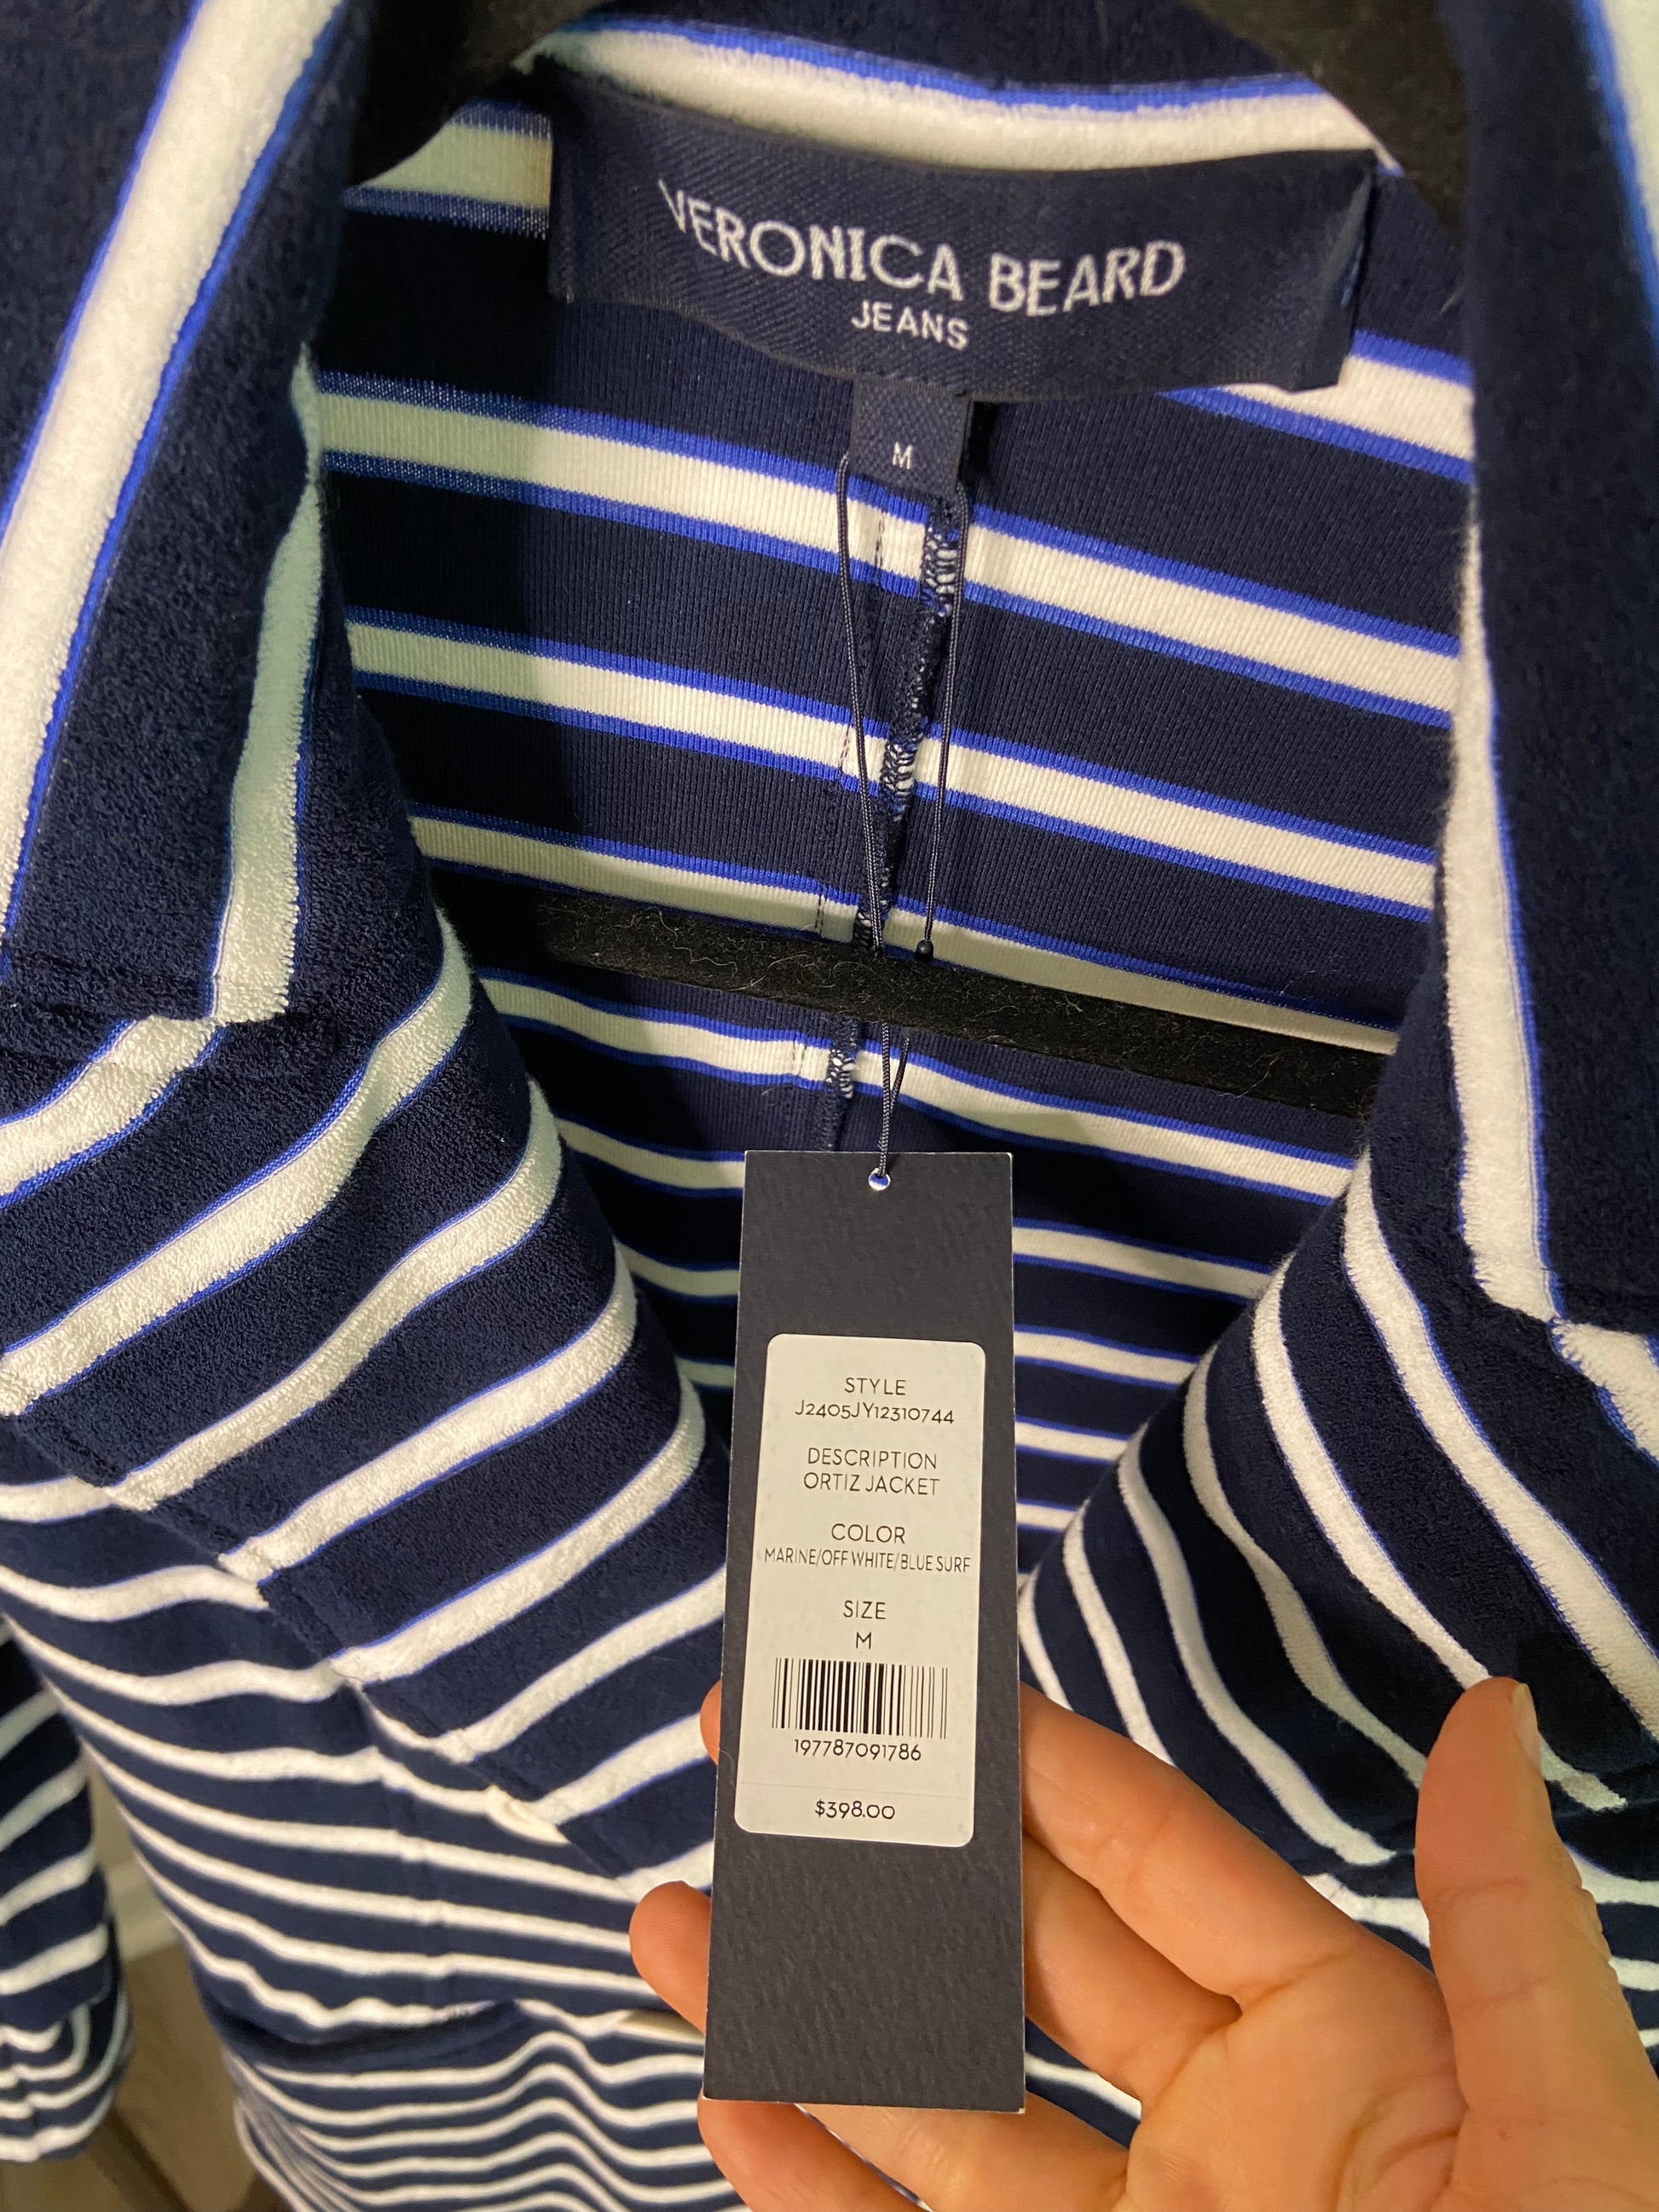 VERONICA BEARD
JEANS
M
STYLE
J2405JY12310744
DESCRIPTION
ORTIZ JACKET
COLOR
MARINE/OFF WHITE/BLUE SURF
SIZE
M
197787091786
$398.00